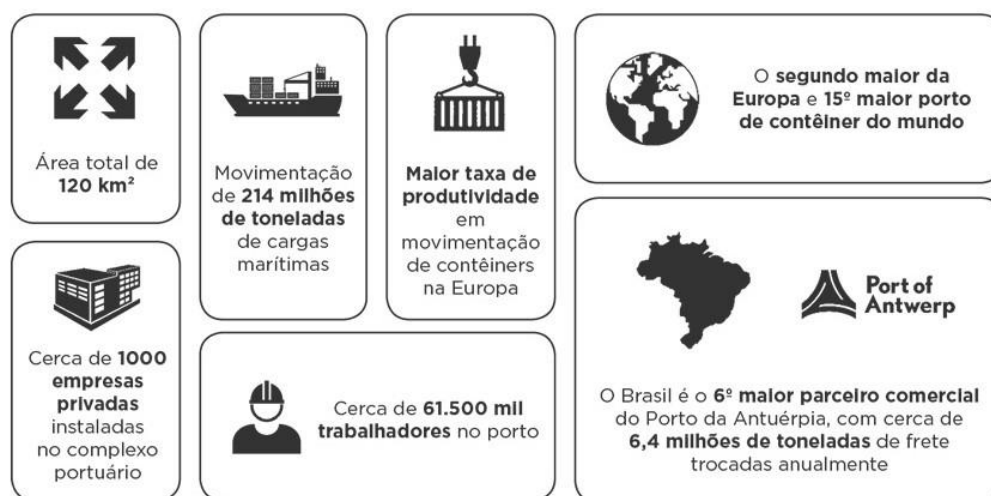 Área total de
120 km²
Movimentação
de 214 milhões
de toneladas
de cargas
marítimas
Maior taxa de
produtividade
em
movimentação
de contêiners
na Europa
O segundo maior da
Europa e 15º maior porto
de contêiner do mundo
Cerca de 1000
empresas
privadas
instaladas
no complexo
portuário
Cerca de 61.500 mil
trabalhadores no porto
Port of
Antwerp
O Brasil é o 6º maior parceiro comercial
do Porto da Antuérpia, com cerca de
6,4 milhões de toneladas de frete
trocadas anualmente